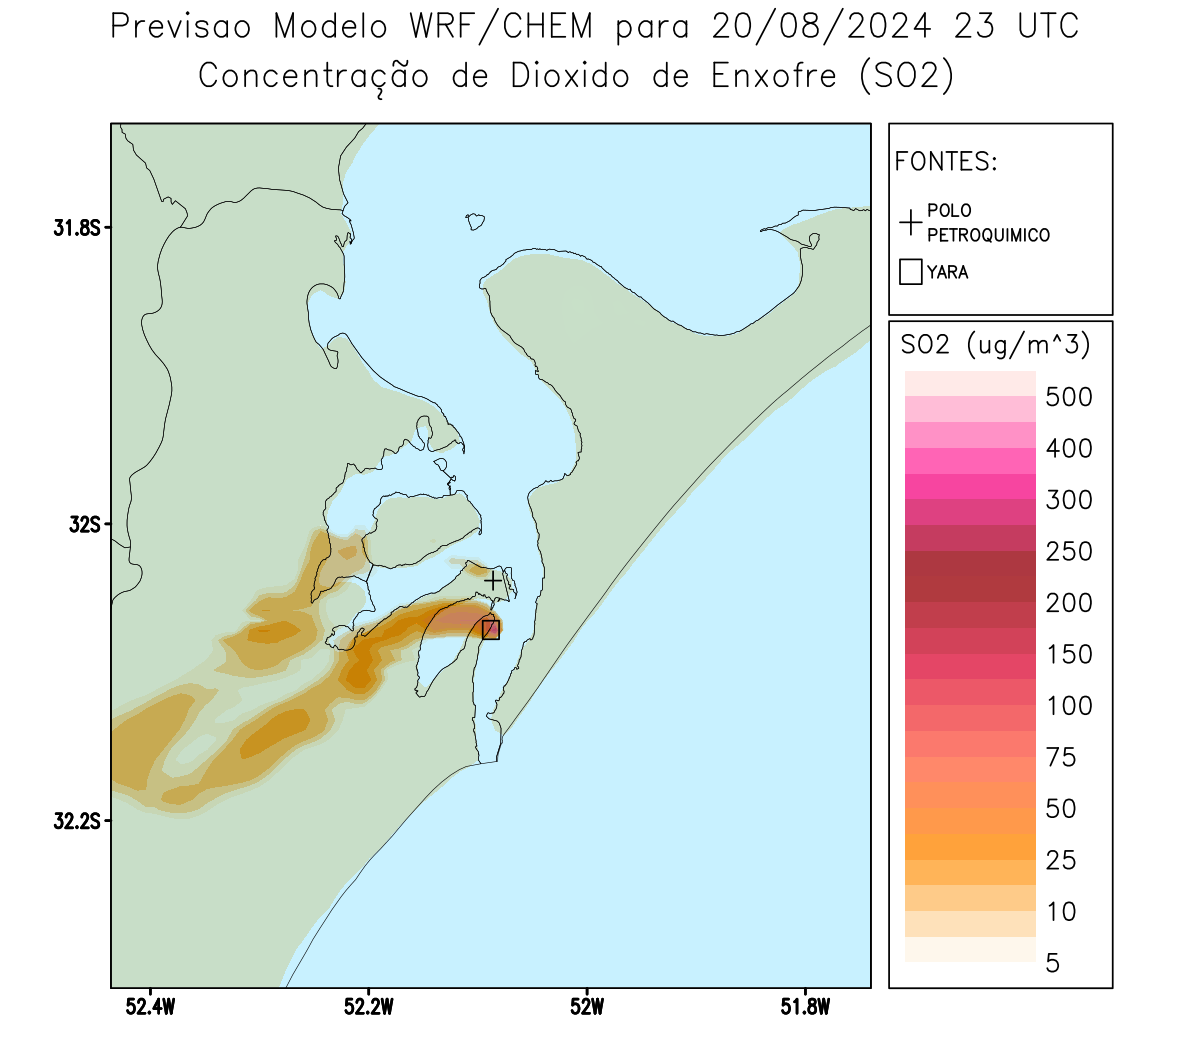 Previsao Modelo WRF/CHEM para 20/08/2024 23 UTC
Concentração de Dioxido de Enxofre (SO2)
FONTES:
POLO
PETROQUIMICO
YARA
SO2 (ug/m^3)
500
400
300
250
200
150
100
75
50
25
10
5
31.8S
32S
32.2S
52.4W
52.2W
52W
51.8W